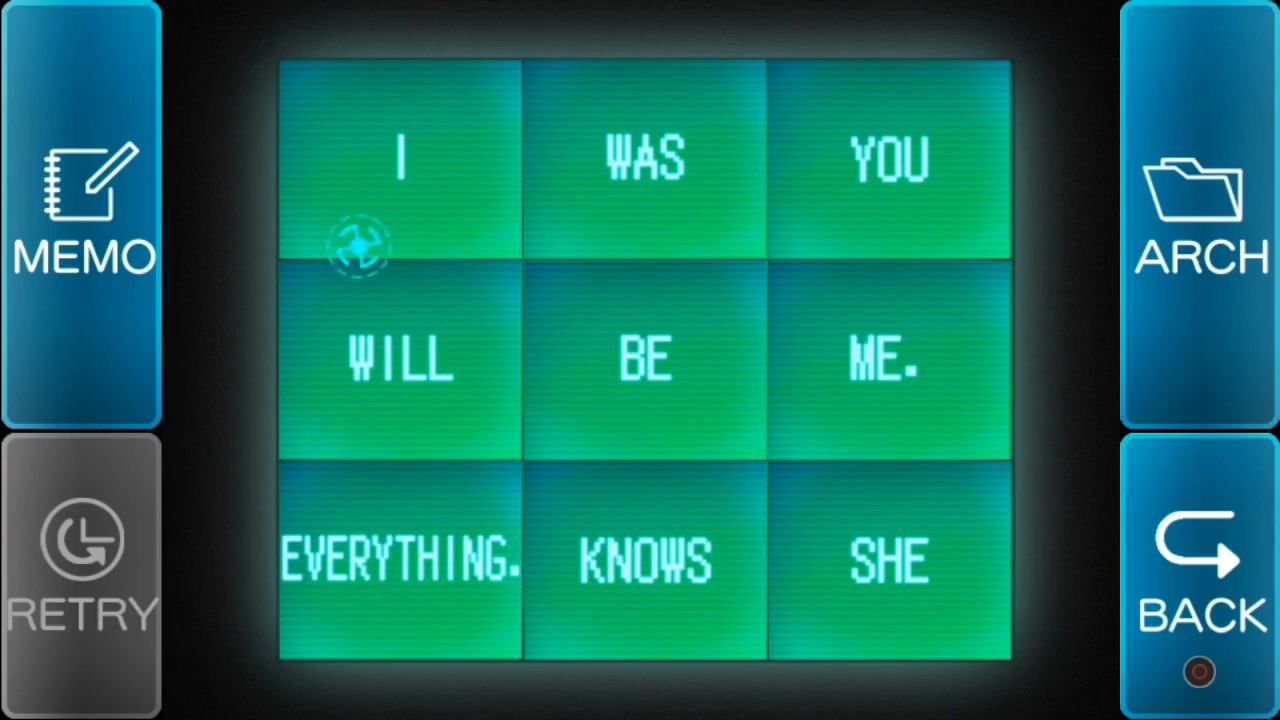 I WAS YOU
WILL BE ME.
EVERYTHING. KNOWS SHE
MEMO
RETRY
ARCH
BACK